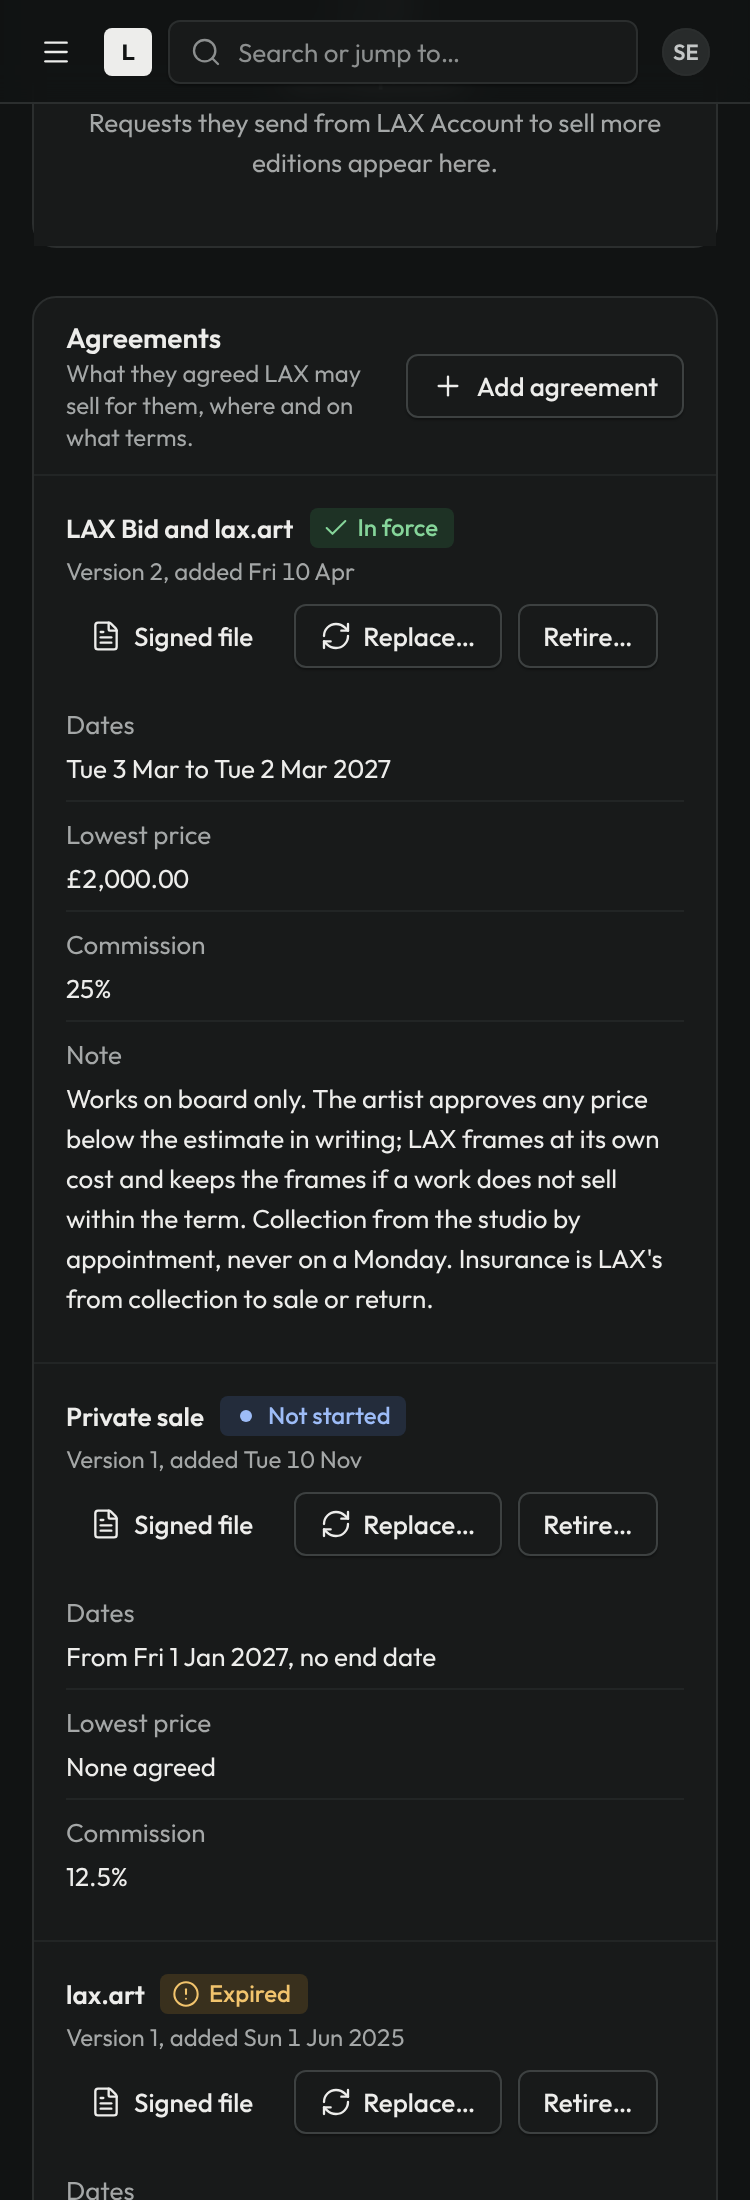 L
Search or jump to...
SE
Requests they send from LAX Account to sell more
editions appear here.
Agreements
What they agreed LAX may
sell for them, where and on
what terms.
Add agreement
LAX Bid and lax.art
In force
Version 2, added Fri 10 Apr
Signed file
Replace...
Retire...
Dates
Tue 3 Mar to Tue 2 Mar 2027
Lowest price
£2,000.00
Commission
25%
Note
Works on board only. The artist approves any price
below the estimate in writing; LAX frames at its own
cost and keeps the frames if a work does not sell
within the term. Collection from the studio by
appointment, never on a Monday. Insurance is LAX's
from collection to sale or return.
Private sale
Not started
Version 1, added Tue 10 Nov
Signed file
Replace...
Retire...
Dates
From Fri 1 Jan 2027, no end date
Lowest price
None agreed
Commission
12.5%
lax.art
Expired
Version 1, added Sun 1 Jun 2025
Signed file
Replace...
Retire...
Dates